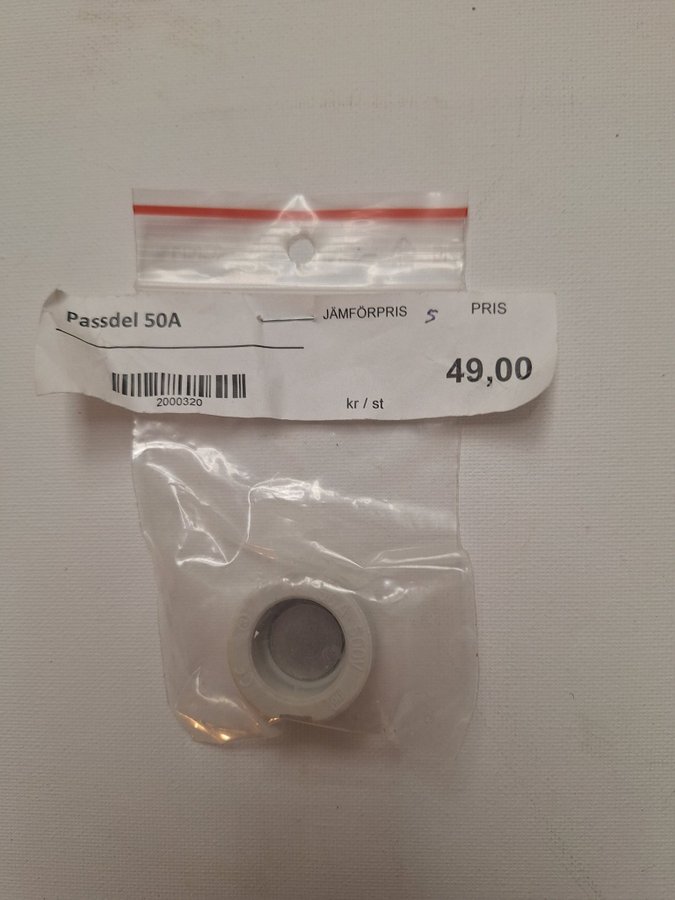 Passdel 50A
JÄMFÖRPRIS 5 PRIS
49,00
2000320
kr / st